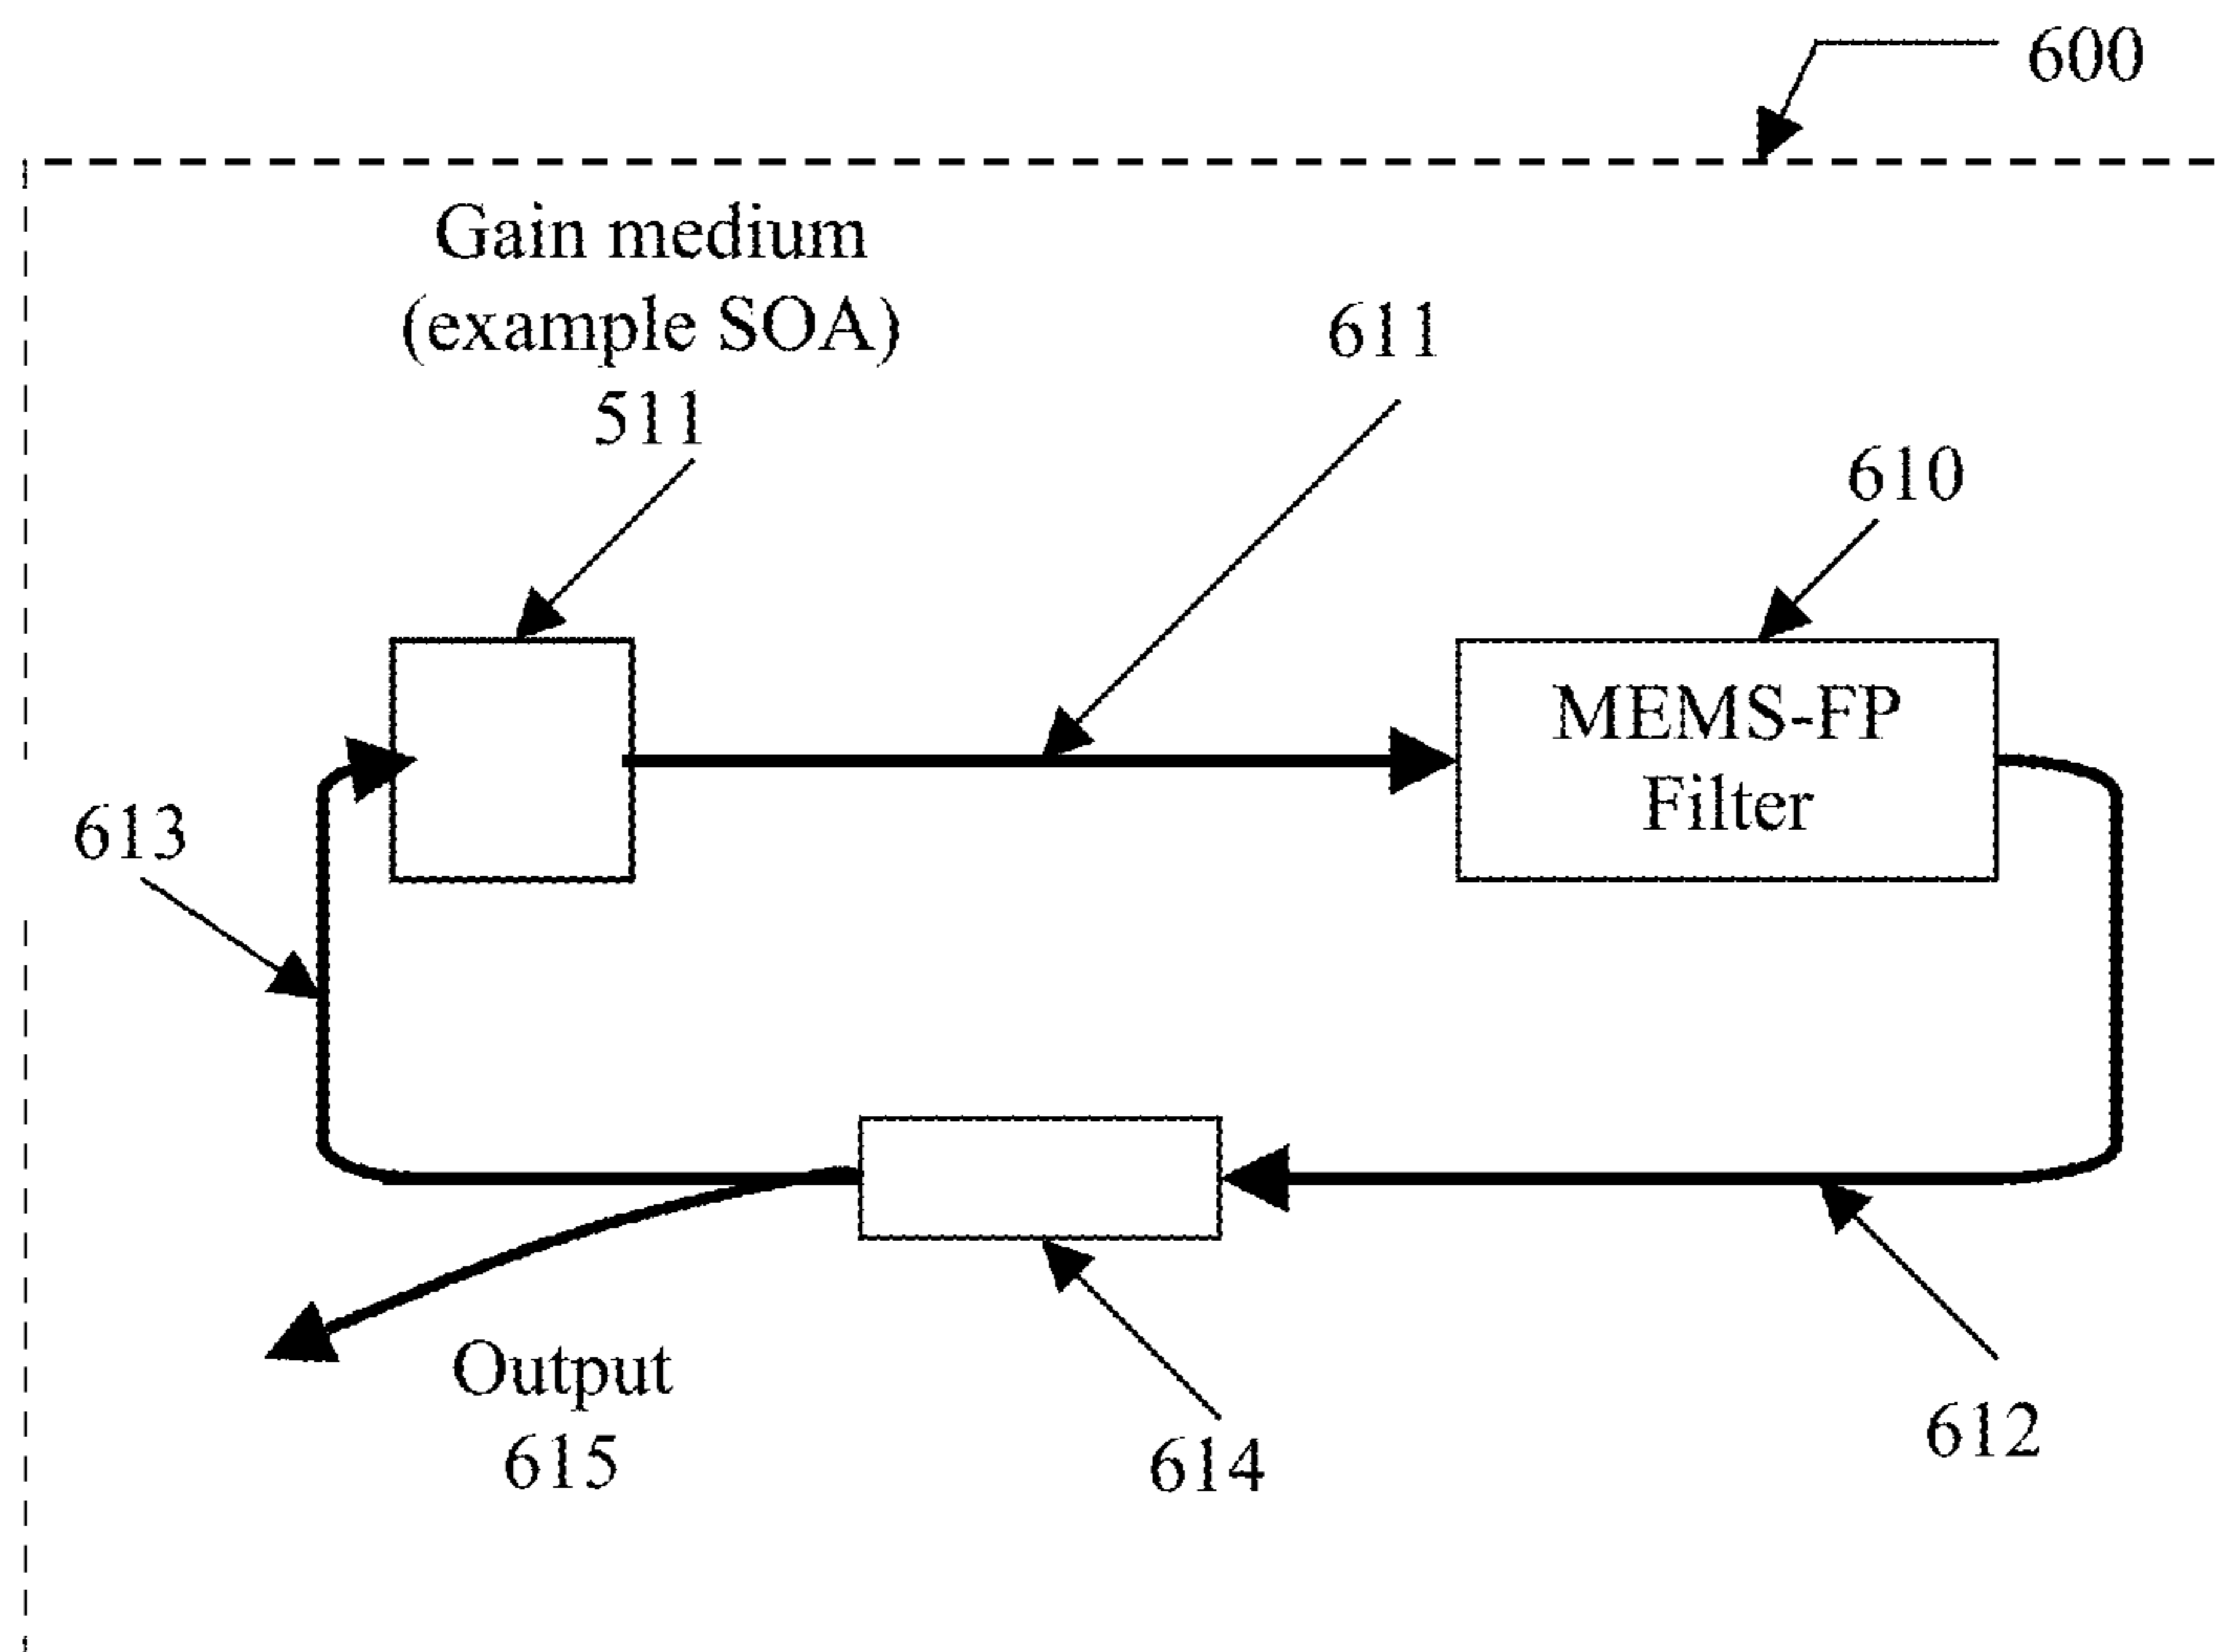 600
Gain medium
(example SOA)
511
611
610
MEMS-FP
Filter
613
Output
615
614
612